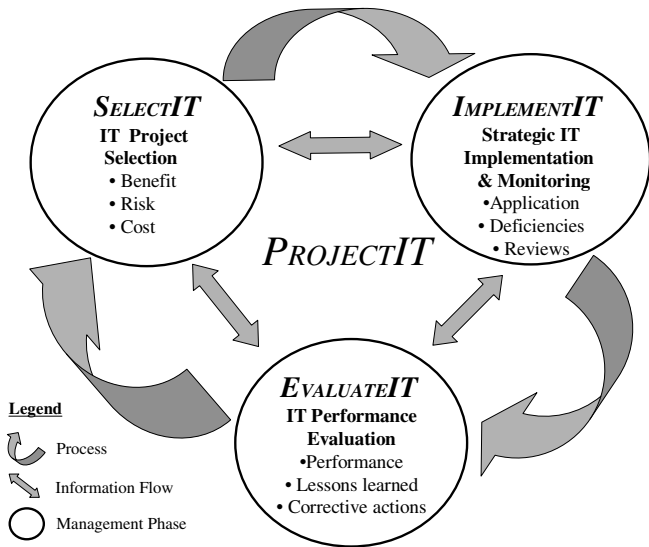 SELECTIT
IT Project
Selection
• Benefit
• Risk
• Cost
IMPLEMENTIT
Strategic IT
Implementation
& Monitoring
•Application
• Deficiencies
• Reviews
PROJECTIT
EVALUATEIT
IT Performance
Evaluation
•Performance
• Lessons learned
• Corrective actions
Legend
Process
Information Flow
Management Phase